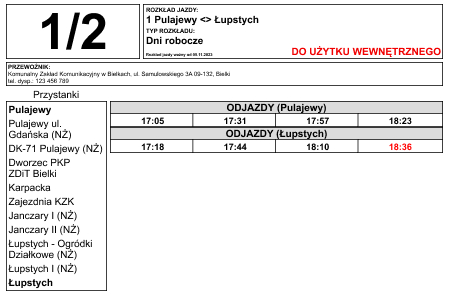 1/2
ROZKŁAD JAZDY:
1 Pulajewy <> Łupstych
TYP ROZKŁADU:
Dni robocze
Rozkład jazdy ważny od 05.11.2023
DO UŻYTKU WEWNĘTRZNEGO
PRZEWOŹNIK:
Komunalny Zakład Komunikacyjny w Bielkach, ul. Samulowskiego 3A 09-132, Bielki
tel. dysp.: 123 456 789
Przystanki
Pulajewy
Pulajewy ul.
Gdańska (NŻ)
DK-71 Pulajewy (NŻ)
Dworzec PKP
ZDiT Bielki
Karpacka
Zajezdnia KZK
Janczary I (NŻ)
Janczary II (NŻ)
Łupstych - Ogródki
Działkowe (NŻ)
Łupstych I (NŻ)
Łupstych
ODJAZDY (Pulajewy)
17:05 17:31 17:57 18:23
ODJAZDY (Łupstych)
17:18 17:44 18:10 18:36